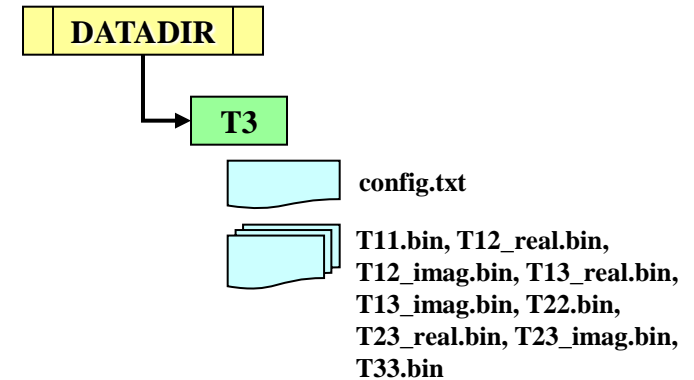 DATADIR
T3
config.txt
T11.bin, T12_real.bin,
T12_imag.bin, T13_real.bin,
T13_imag.bin, T22.bin,
T23_real.bin, T23_imag.bin,
T33.bin